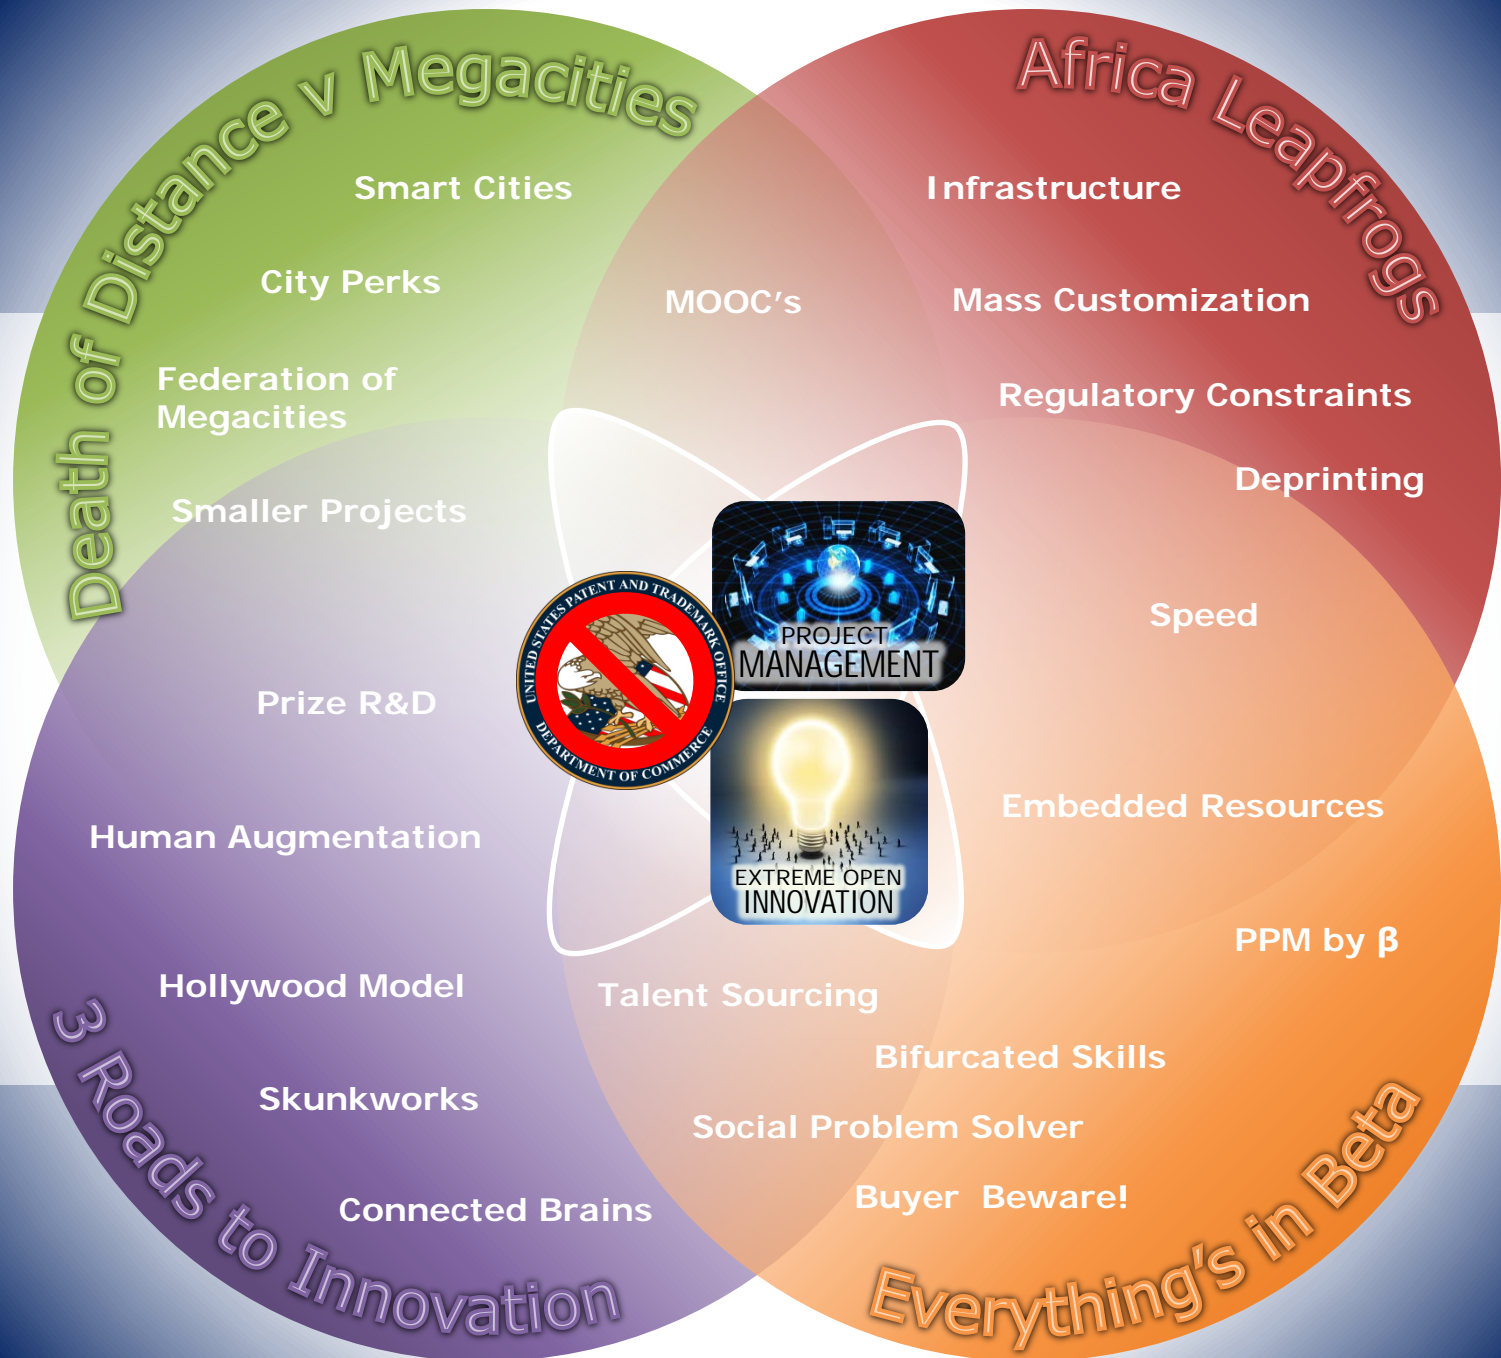 Death of Distance v Megacities
Africa Leapfrogs
Smart Cities
Infrastructure
City Perks
MOOC's
Mass Customization
Federation of
Megacities
Regulatory Constraints
Deprinting
Smaller Projects
Speed
UNITED STATES PATENT AND TRADEMARK OFFICE
DEPARTMENT OF COMMERCE
PROJECT
MANAGEMENT
Prize R&D
Embedded Resources
Human Augmentation
EXTREME OPEN
INNOVATION
PPM by β
Hollywood Model
Talent Sourcing
Bifurcated Skills
Skunkworks
Social Problem Solver
Buyer Beware!
Connected Brains
3 Roads to Innovation
Everything's in Beta